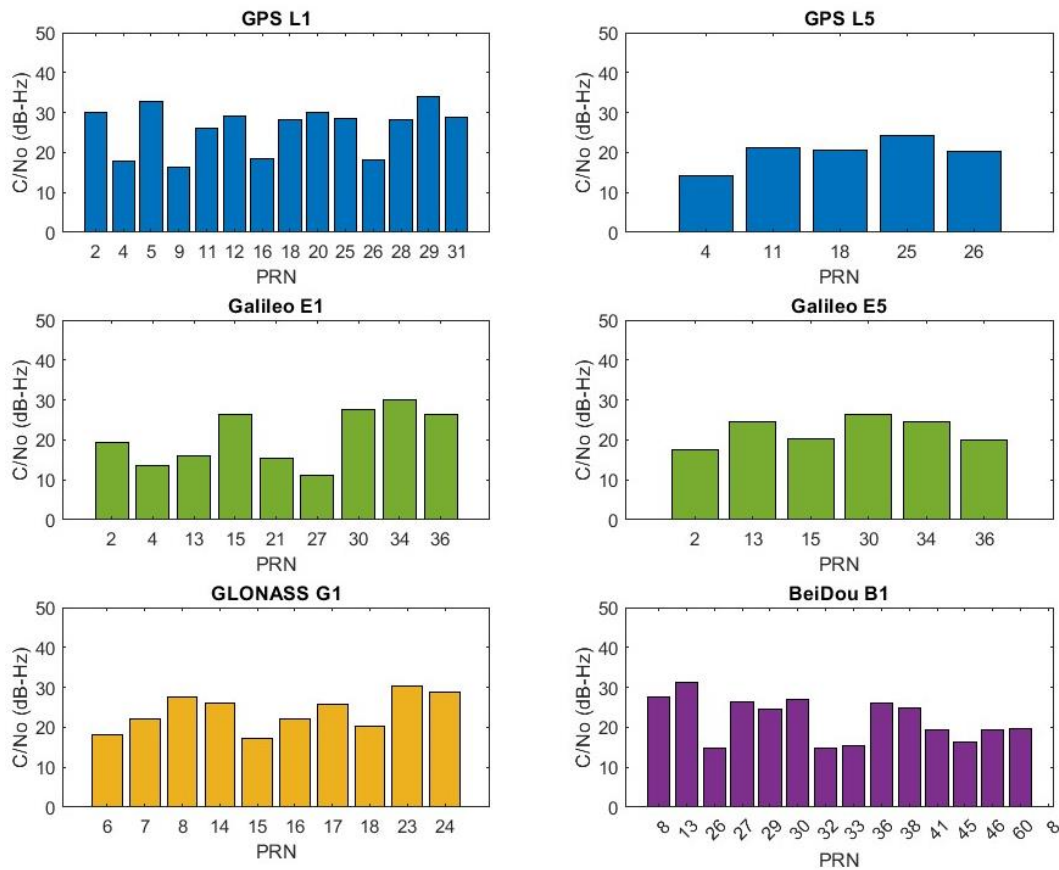 GPS L1
50
40
30
20
10
0
C/No (dB-Hz)
2 4 5 9 11 12 16 18 20 25 26 28 29 31
PRN
GPS L5
50
40
30
20
10
0
C/No (dB-Hz)
4 11 18 25 26
PRN
Galileo E1
50
40
30
20
10
0
C/No (dB-Hz)
2 4 13 15 21 27 30 34 36
PRN
Galileo E5
50
40
30
20
10
0
C/No (dB-Hz)
2 13 15 30 34 36
PRN
GLONASS G1
50
40
30
20
10
0
C/No (dB-Hz)
6 7 8 14 15 16 17 18 23 24
PRN
BeiDou B1
50
40
30
20
10
0
C/No (dB-Hz)
8 13 26 27 29 30 32 33 36 38 41 45 46 60 8
PRN